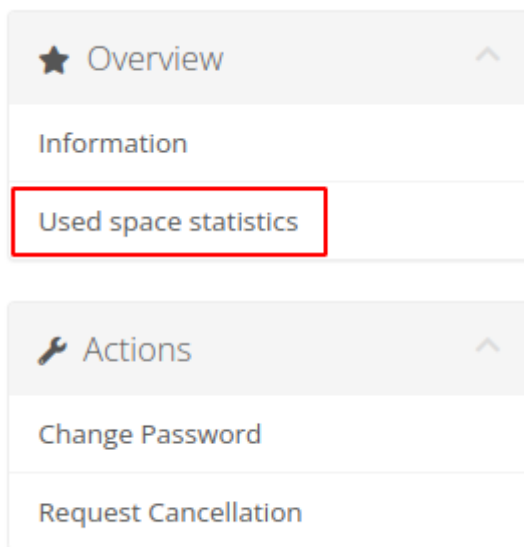 Overview
Information
Used space statistics
Actions
Change Password
Request Cancellation